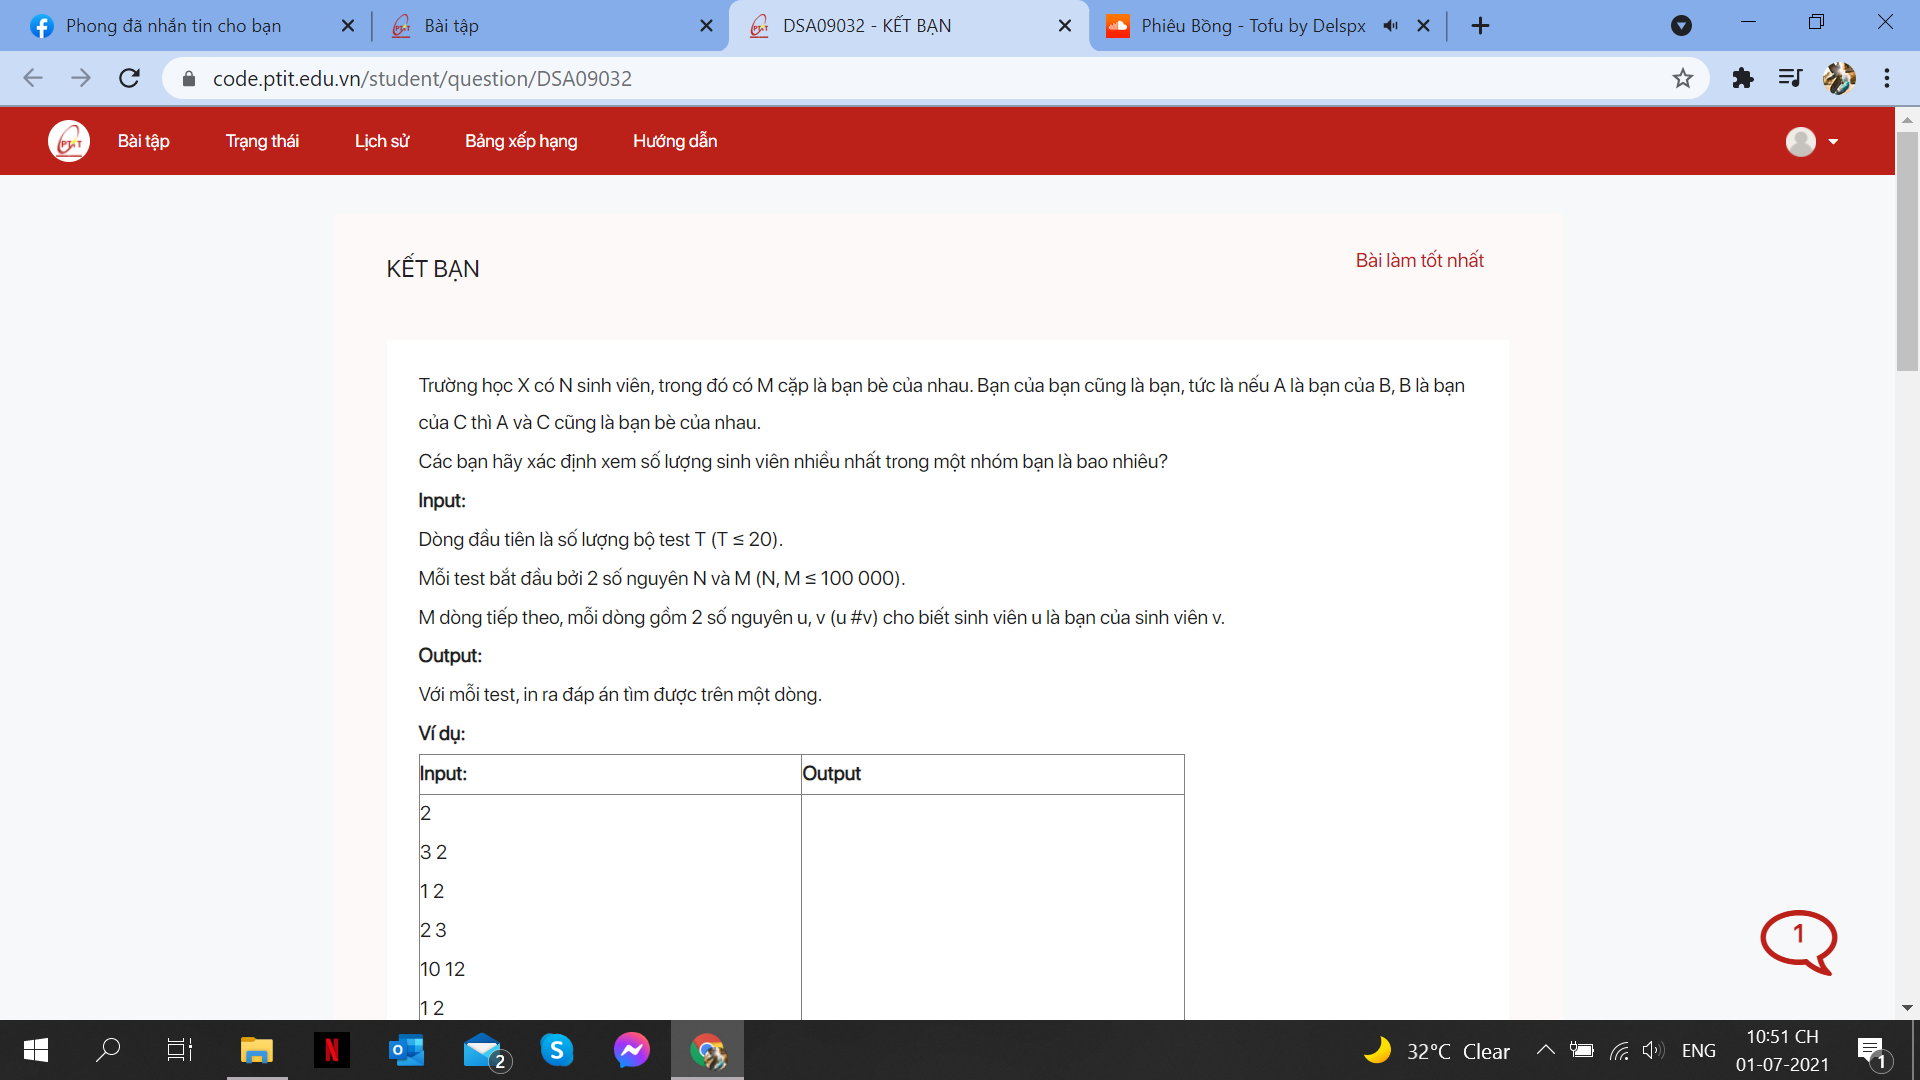 Phong đã nhắn tin cho bạn
Bài tập
DSA09032 - KẾT BẠN
Phiêu Bồng - Tofu by Delspx
code.ptit.edu.vn/student/question/DSA09032
PTIT
Bài tập
Trạng thái
Lịch sử
Bảng xếp hạng
Hướng dẫn
KẾT BẠN
Bài làm tốt nhất
Trường học X có N sinh viên, trong đó có M cặp là bạn bè của nhau. Bạn của bạn cũng là bạn, tức là nếu A là bạn của B, B là bạn
của C thì A và C cũng là bạn bè của nhau.
Các bạn hãy xác định xem số lượng sinh viên nhiều nhất trong một nhóm bạn là bao nhiêu?
Input:
Dòng đầu tiên là số lượng bộ test T (T ≤ 20).
Mỗi test bắt đầu bởi 2 số nguyên N và M (N, M ≤ 100 000).
M dòng tiếp theo, mỗi dòng gồm 2 số nguyên u, v (u #v) cho biết sinh viên u là bạn của sinh viên v.
Output:
Với mỗi test, in ra đáp án tìm được trên một dòng.
Ví dụ:
Input:
Output
2
3 2
1 2
2 3
10 12
1 2
1
N
2
32°C Clear
ENG
10:51 CH
01-07-2021
1